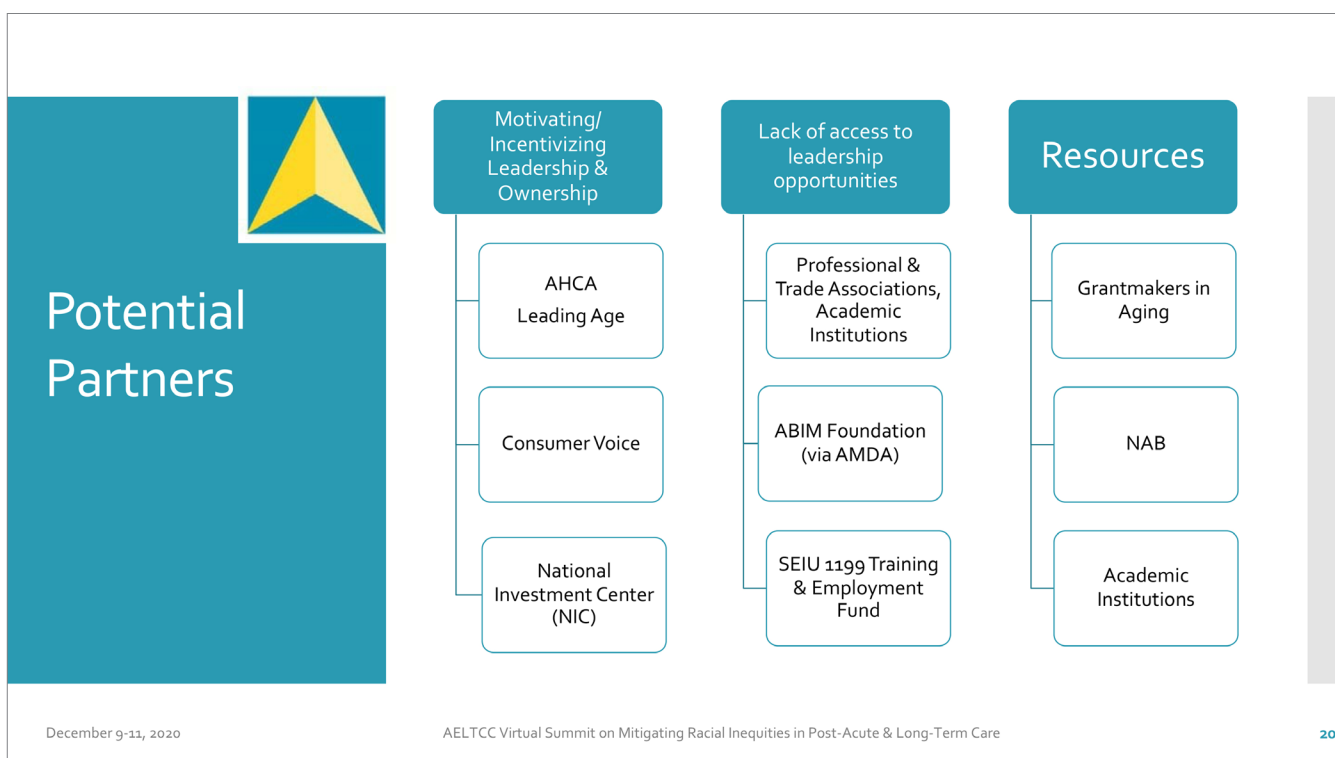 Potential
Partners
Motivating/
Incentivizing
Leadership &
Ownership
AHCA
Leading Age
Consumer Voice
National
Investment Center
(NIC)
Lack of access to
leadership
opportunities
Professional &
Trade Associations,
Academic
Institutions
ABIM Foundation
(via AMDA)
SEIU 1199 Training
& Employment
Fund
Resources
Grantmakers in
Aging
NAB
Academic
Institutions
December 9-11, 2020
AELTCC Virtual Summit on Mitigating Racial Inequities in Post-Acute & Long-Term Care
20